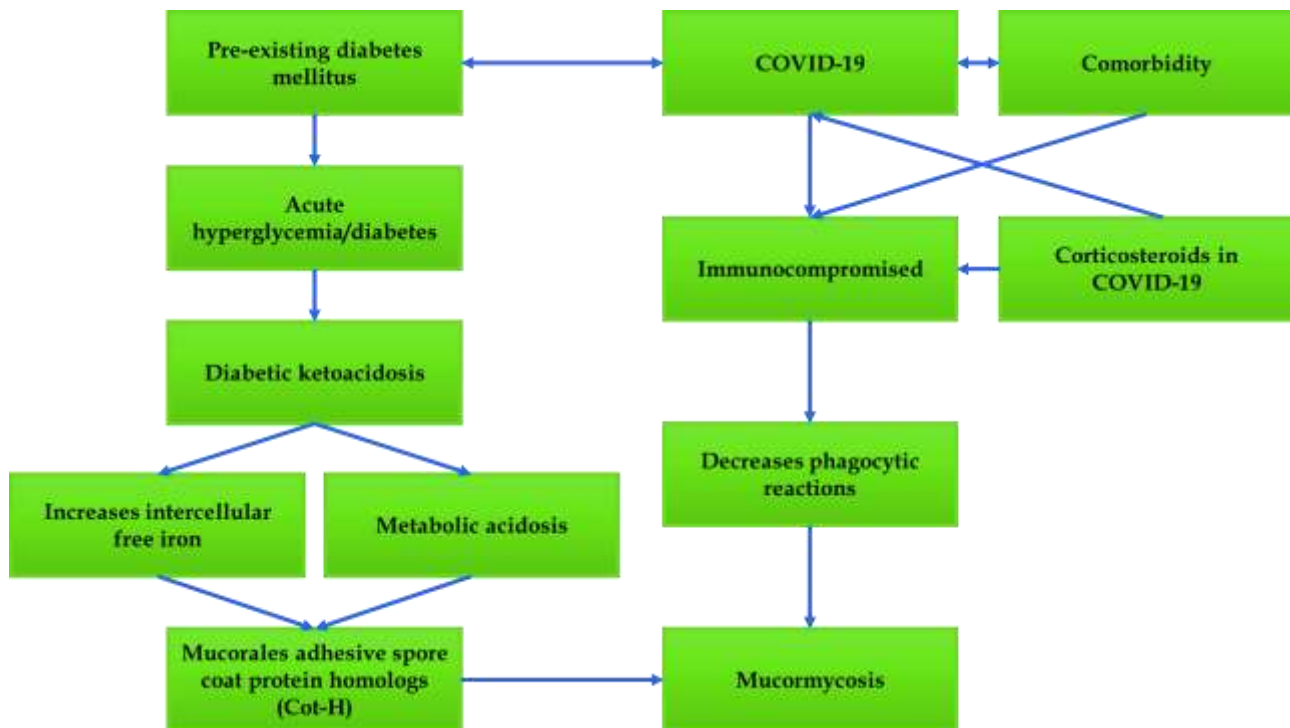 Pre-existing diabetes
mellitus
COVID-19
Comorbidity
Acute
hyperglycemia/diabetes
Immunocompromised
Corticosteroids in
COVID-19
Diabetic ketoacidosis
Decreases phagocytic
reactions
Increases intercellular
free iron
Metabolic acidosis
Mucorales adhesive spore
coat protein homologs
(Cot-H)
Mucormycosis